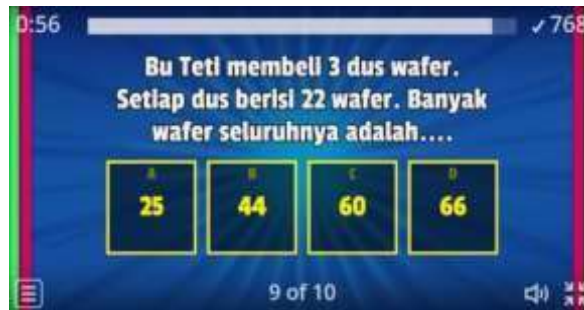 0:56
✓ 768
Bu Teti membeli 3 dus wafer.
Setiap dus berisi 22 wafer. Banyak
wafer seluruhnya adalah....
A B C D
25 44 60 66
9 of 10